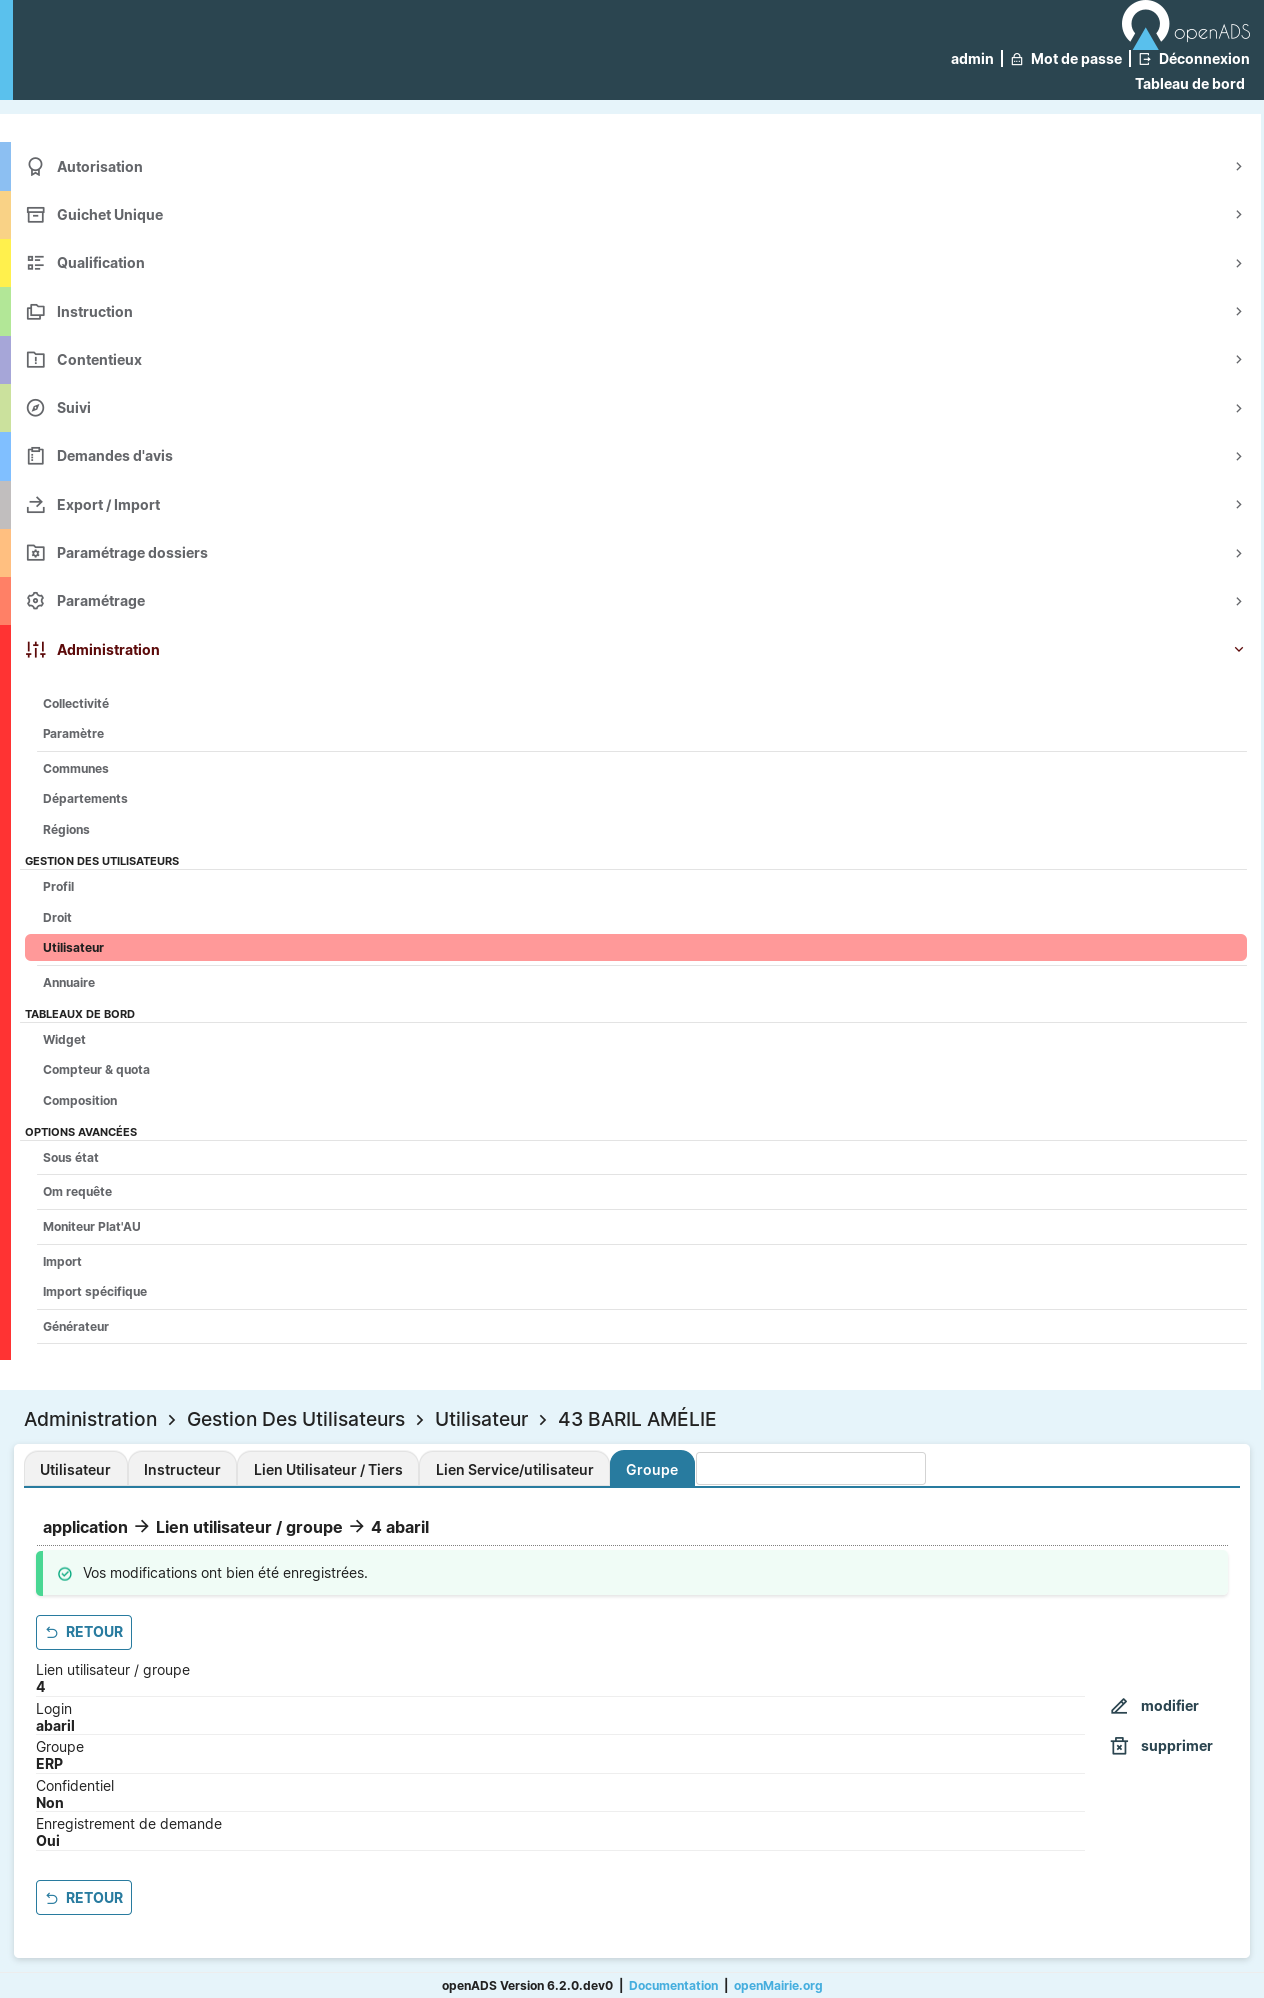 openADS
admin | Mot de passe | Déconnexion
Tableau de bord
Autorisation
Guichet Unique
Qualification
Instruction
Contentieux
Suivi
Demandes d'avis
Export / Import
Paramétrage dossiers
Paramétrage
Administration
Collectivité
Paramètre
Communes
Départements
Régions
GESTION DES UTILISATEURS
Profil
Droit
Utilisateur
Annuaire
TABLEAUX DE BORD
Widget
Compteur & quota
Composition
OPTIONS AVANCÉES
Sous état
Om requête
Moniteur Plat'AU
Import
Import spécifique
Générateur
Administration > Gestion Des Utilisateurs > Utilisateur > 43 BARIL AMÉLIE
Utilisateur Instructeur Lien Utilisateur / Tiers Lien Service/utilisateur Groupe
application → Lien utilisateur / groupe → 4 abaril
Vos modifications ont bien été enregistrées.
RETOUR
Lien utilisateur / groupe
4
Login
abaril
Groupe
ERP
Confidentiel
Non
Enregistrement de demande
Oui
modifier
supprimer
RETOUR
openADS Version 6.2.0.dev0 | Documentation | openMairie.org